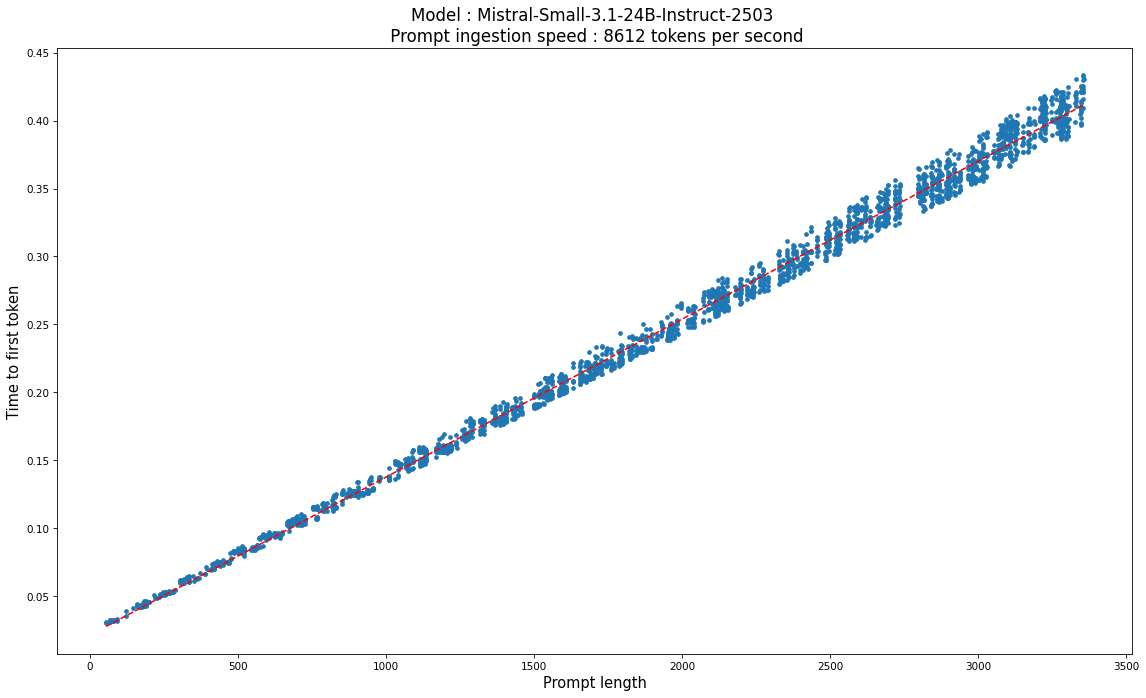 Model : Mistral-Small-3.1-24B-Instruct-2503
Prompt ingestion speed : 8612 tokens per second
0.45
0.40
0.35
0.30
0.25
0.20
0.15
0.10
0.05
Time to first token
0 500 1000 1500 2000 2500 3000 3500
Prompt length